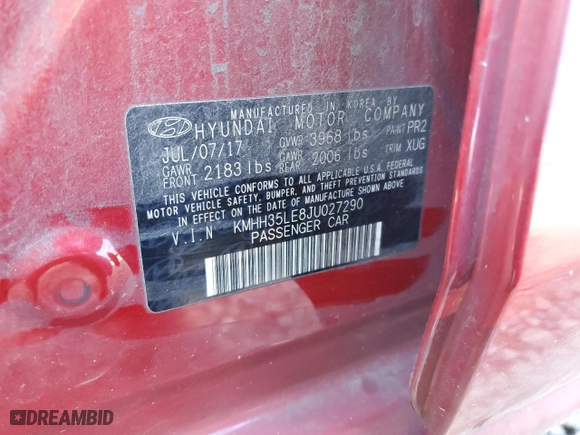 MANUFACTURED IN KOREA BY
HYUNDAI MOTOR COMPANY
JUL/07/17 GVWR 3968 lbs PAINT PR2
GAWR FRONT 2183 lbs GAWR REAR 2006 lbs TRIM XUG
THIS VEHICLE CONFORMS TO ALL APPLICABLE U.S.A. FEDERAL
MOTOR VEHICLE SAFETY, BUMPER, AND THEFT PREVENTION STANDARDS
IN EFFECT ON THE DATE OF MANUFACTURE SHOWN ABOVE.
V.I.N KMHH35LE8JU027290
PASSENGER CAR
DREAMBID